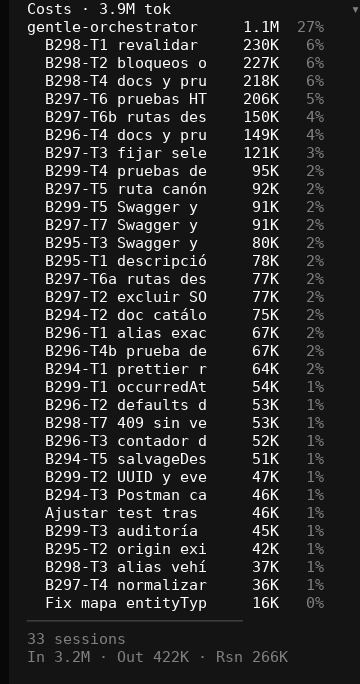 Costs · 3.9M tok ▼
gentle-orchestrator 1.1M 27%
B298-T1 revalidar 230K 6%
B298-T2 bloqueos o 227K 6%
B298-T4 docs y pru 218K 6%
B297-T6 pruebas HT 206K 5%
B297-T6b rutas des 150K 4%
B296-T4 docs y pru 149K 4%
B297-T3 fijar sele 121K 3%
B299-T4 pruebas de 95K 2%
B297-T5 ruta canón 92K 2%
B299-T5 Swagger y 91K 2%
B297-T7 Swagger y 91K 2%
B295-T3 Swagger y 80K 2%
B295-T1 descripció 78K 2%
B297-T6a rutas des 77K 2%
B297-T2 excluir SO 77K 2%
B294-T2 doc catálo 75K 2%
B296-T1 alias exac 67K 2%
B296-T4b prueba de 67K 2%
B294-T1 prettier r 64K 2%
B299-T1 occurredAt 54K 1%
B296-T2 defaults d 53K 1%
B298-T7 409 sin ve 53K 1%
B296-T3 contador d 52K 1%
B294-T5 salvageDes 51K 1%
B299-T2 UUID y eve 47K 1%
B294-T3 Postman ca 46K 1%
Ajustar test tras 46K 1%
B299-T3 auditoría 45K 1%
B295-T2 origin exi 42K 1%
B298-T3 alias vehí 37K 1%
B297-T4 normalizar 36K 1%
Fix mapa entityTyp 16K 0%
33 sessions
In 3.2M · Out 422K · Rsn 266K